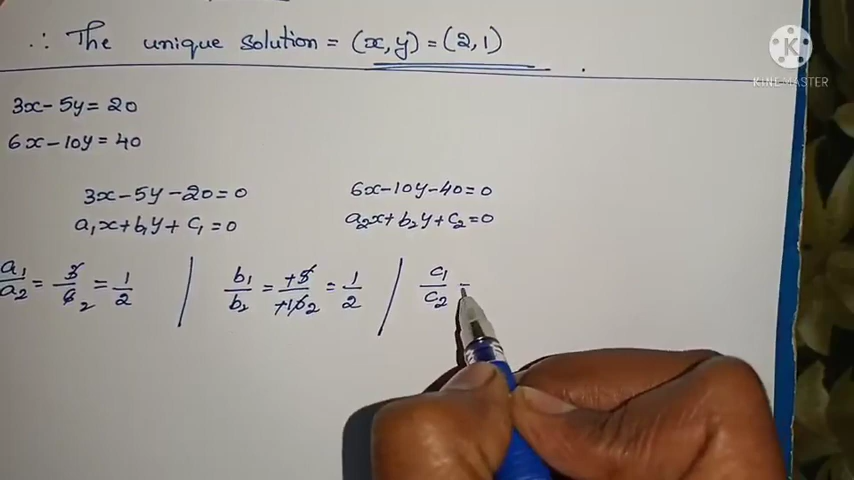 ∴ The unique solution = (x,y) = (2,1)
K
KINEMASTER
3x - 5y = 20
6x - 10y = 40
3x - 5y - 20 = 0 6x - 10y - 40 = 0
a₁x + b₁y + c₁ = 0 a₂x + b₂y + c₂ = 0
a₁/a₂ = 3/6 2 = 1/2 | b₁/b₂ = +5/+10 2 = 1/2 / c₁/c₂ =